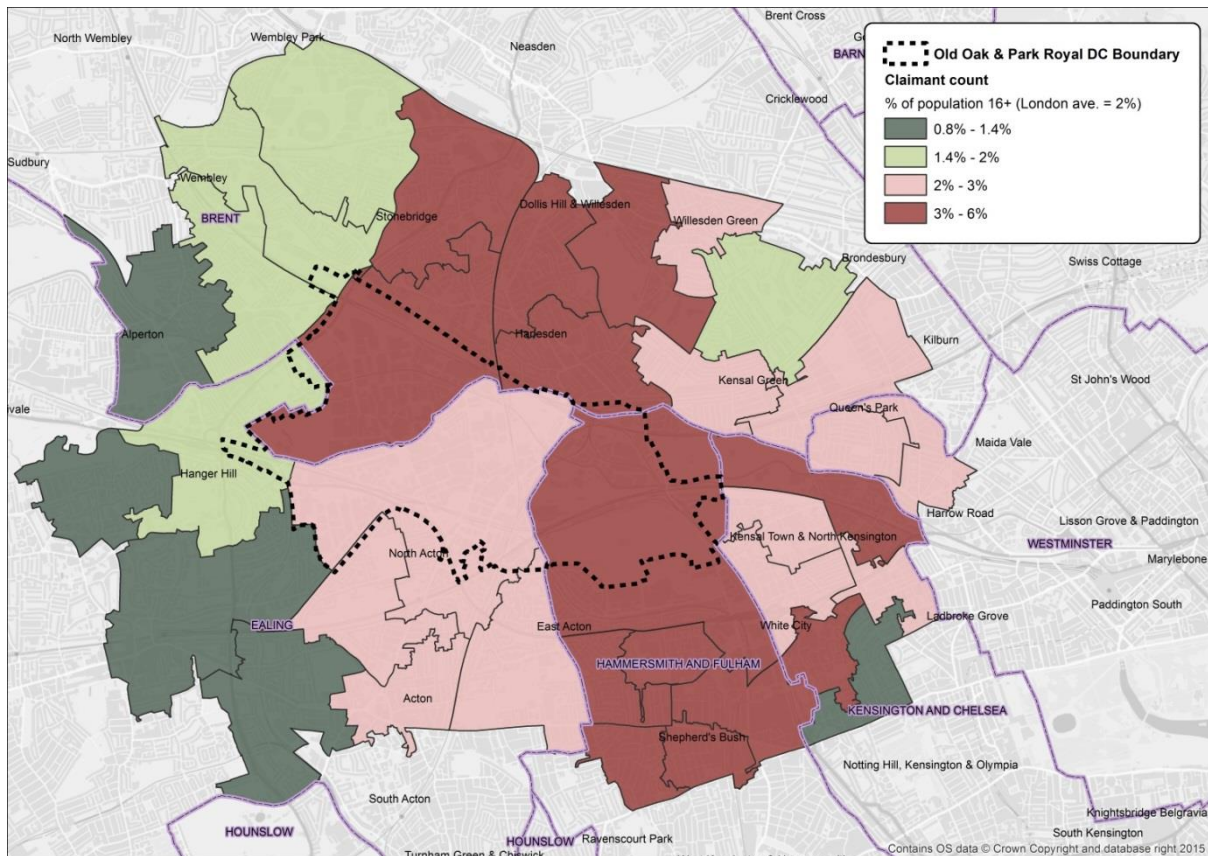 North Wembley
Wembley Park
Neasden
Brent Cross
Cricklewood
Old Oak & Park Royal DC Boundary
Claimant count
% of population 16+ (London ave. = 2%)
0.8% - 1.4%
1.4% - 2%
2% - 3%
3% - 6%
Sudbury
Wembley
BRENT
Stonebridge
Dollis Hill & Willesden
Willesden Green
Brondesbury
Swiss Cottage
Alperton
Harlesden
Kilburn
Kensal Green
St John's Wood
Queen's Park
Maida Vale
Hanger Hill
Harrow Road
Lisson Grove & Paddington
North Acton
Kensal Town & North Kensington
WESTMINSTER
Marylebone
Paddington South
EALING
East Acton
White City
Ladbroke Grove
HAMMERSMITH AND FULHAM
Acton
KENSINGTON AND CHELSEA
Shepherd's Bush
Notting Hill, Kensington & Olympia
South Acton
Knightsbridge Belgravia
HOUNSLOW
HOUNSLOW
Ravenscourt Park
South Kensington
Turnham Green & Chiswick
Contains OS data © Crown Copyright and database right 2015